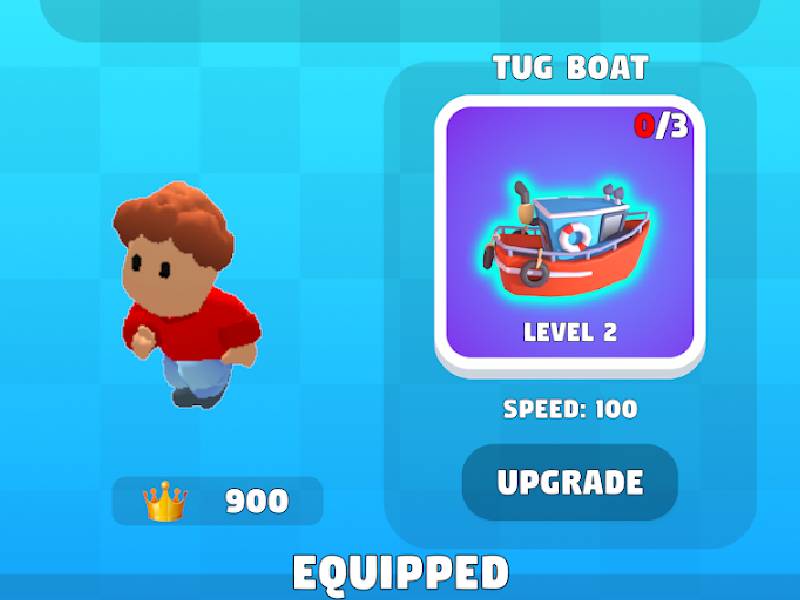 TUG BOAT
0/3
LEVEL 2
SPEED: 100
UPGRADE
900
EQUIPPED